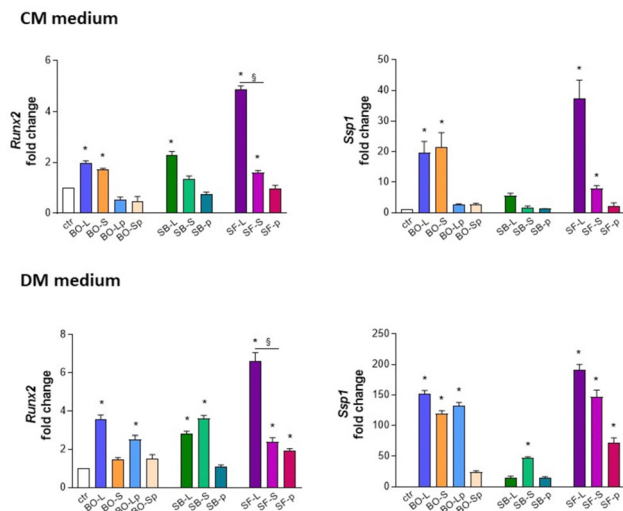 CM medium
6
4
2
0
Runx2
fold change
* * * * § *
ctr BO-L BO-S BO-Lp BO-Sp SB-L SB-S SB-p SF-L SF-S SF-p
50
40
30
20
10
0
Ssp1
fold change
* * * *
ctr BO-L BO-S BO-Lp BO-Sp SB-L SB-S SB-p SF-L SF-S SF-p
DM medium
8
6
4
2
0
Runx2
fold change
* * * * * § * *
ctr BO-L BO-S BO-Lp BO-Sp SB-L SB-S SB-p SF-L SF-S SF-p
250
200
150
100
50
0
Ssp1
fold change
* * * * * * *
ctr BO-L BO-S BO-Lp BO-Sp SB-L SB-S SB-p SF-L SF-S SF-p